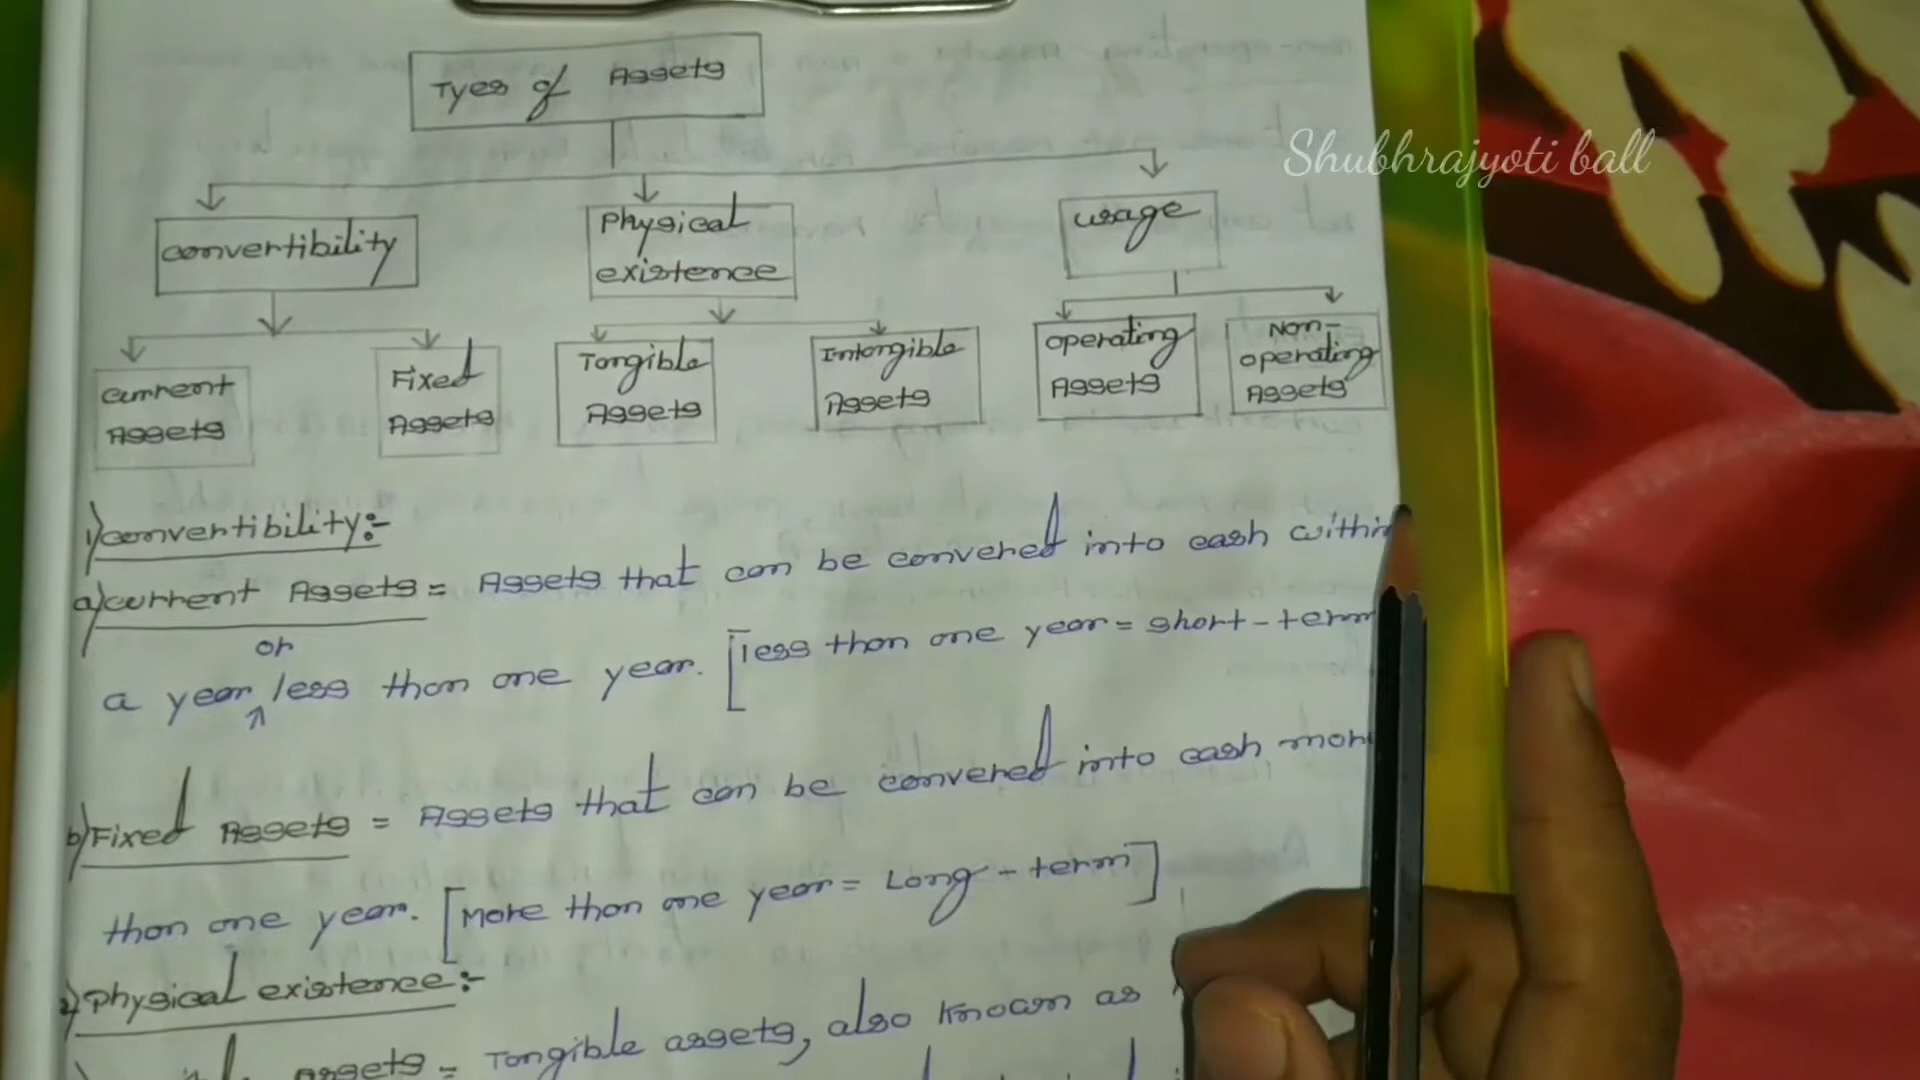 Tyes of Assets
Shubhrajyoti ball
convertibility
Physical
existence
usage
current
Assets
Fixed
Assets
Tangible
Assets
Intangible
Assets
operating
Assets
Non-
operating
Assets
1) convertibility:-
a) current Assets = Assets that can be convered into cash within
or
a year less than one year. [less than one year = short-term
b) Fixed Assets = Assets that can be convered into cash more
than one year. [More than one year = Long-term]
2) Physical existence:-
Assets = Tangible assets, also known as